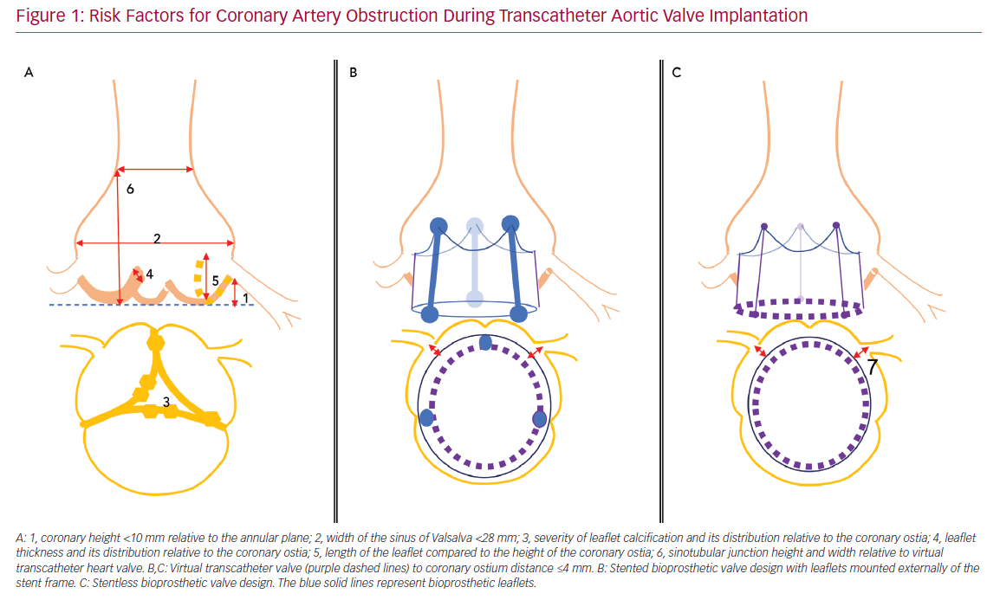 Figure 1: Risk Factors for Coronary Artery Obstruction During Transcatheter Aortic Valve Implantation
A
B
C
6
2
4
5
1
3
7
A: 1, coronary height <10 mm relative to the annular plane; 2, width of the sinus of Valsalva <28 mm; 3, severity of leaflet calcification and its distribution relative to the coronary ostia; 4, leaflet
thickness and its distribution relative to the coronary ostia; 5, length of the leaflet compared to the height of the coronary ostia; 6, sinotubular junction height and width relative to virtual
transcatheter heart valve. B,C: Virtual transcatheter valve (purple dashed lines) to coronary ostium distance ≤4 mm. B: Stented bioprosthetic valve design with leaflets mounted externally of the
stent frame. C: Stentless bioprosthetic valve design. The blue solid lines represent bioprosthetic leaflets.